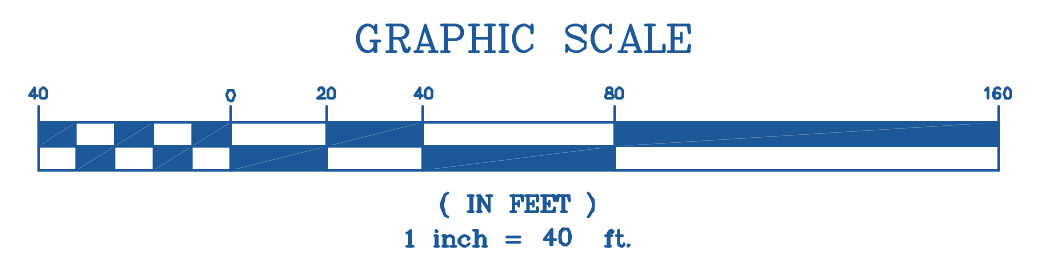 GRAPHIC SCALE
40 0 20 40 80 160
( IN FEET )
1 inch = 40 ft.